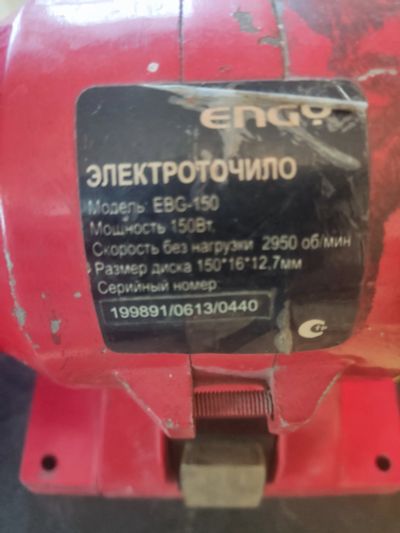 ENGY
ЭЛЕКТРОТОЧИЛО
Модель: EBG-150
Мощность 150Вт.
Скорость без нагрузки 2950 об/мин
Размер диска 150*16*12,7мм
Серийный номер:
199891/0613/0440